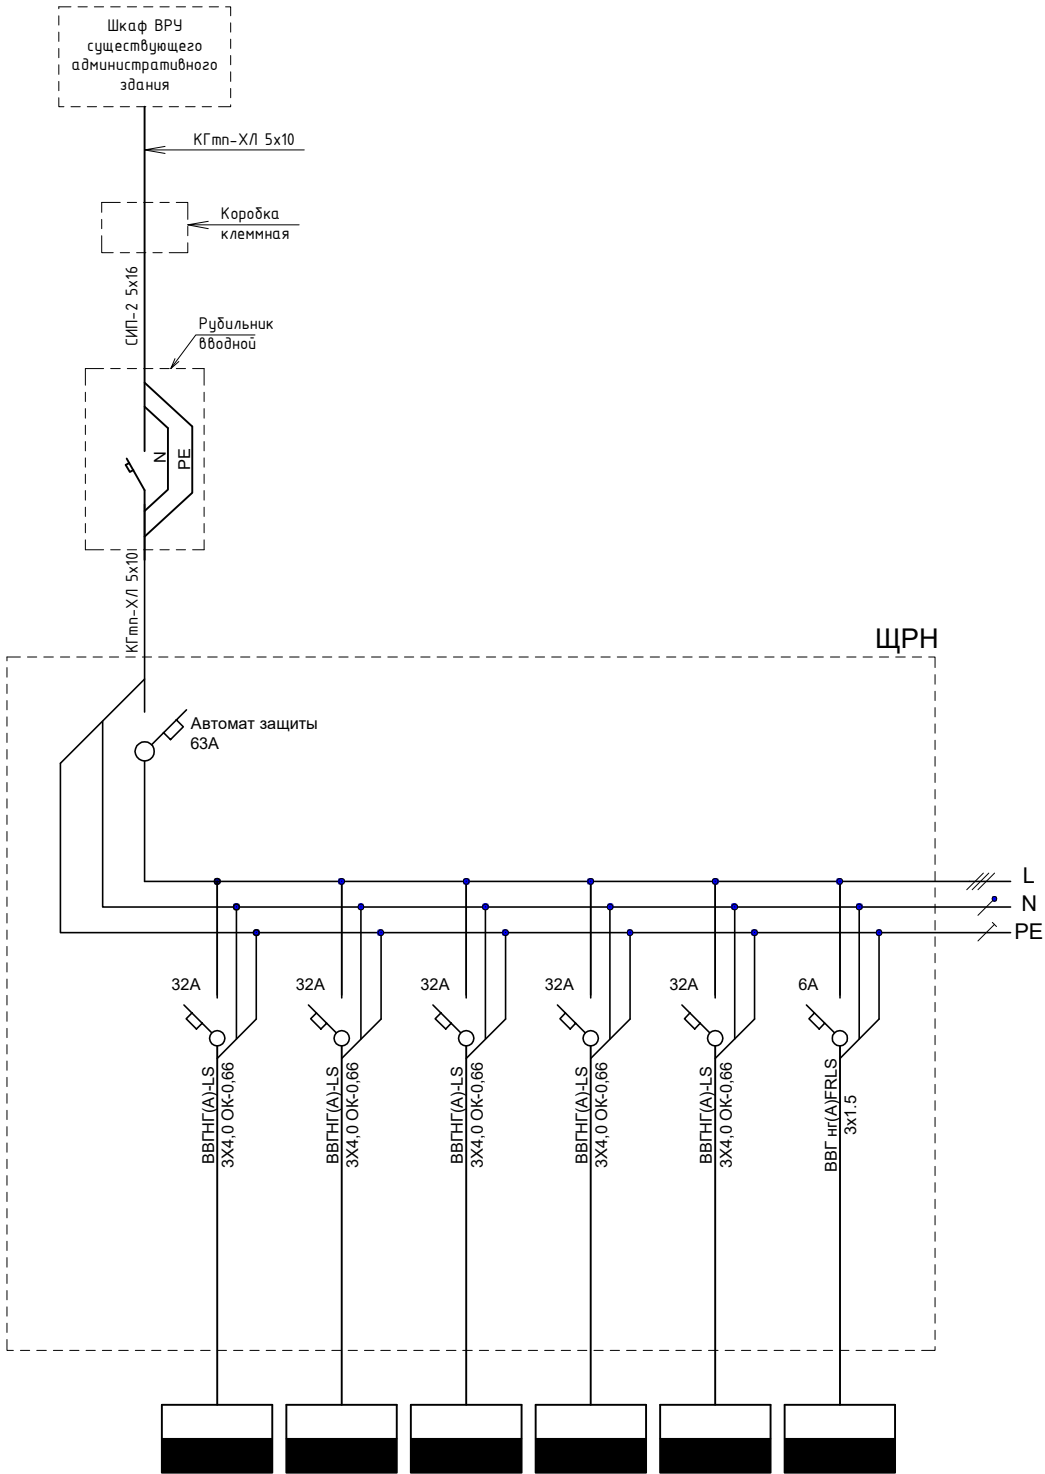 Шкаф ВРУ
существующего
административного
здания
КГтп-ХЛ 5х10
Коробка
клеммная
СИП-2 5х16
Рубильник
вводной
N
PE
КГтп-ХЛ 5х10
ЩРН
Автомат защиты
63А
L
N
PE
32А
32А
32А
32А
32А
6А
ВВГНГ(А)-LS
3Х4,0 ОК-0,66
ВВГНГ(А)-LS
3Х4,0 ОК-0,66
ВВГНГ(А)-LS
3Х4,0 ОК-0,66
ВВГНГ(А)-LS
3Х4,0 ОК-0,66
ВВГНГ(А)-LS
3Х4,0 ОК-0,66
ВВГ нг(А)FRLS
3х1.5